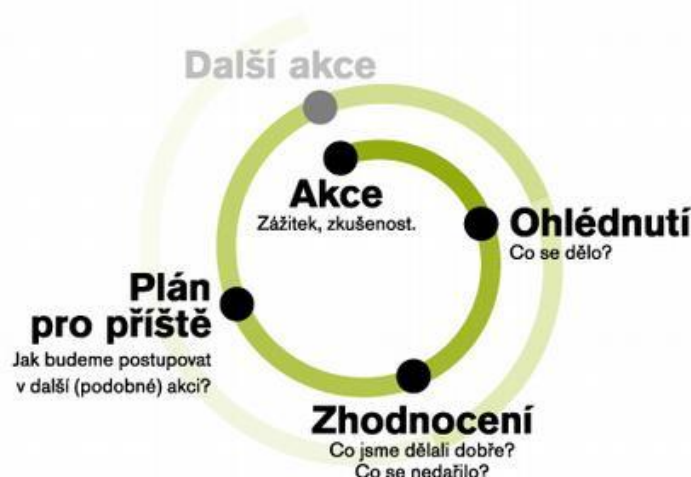 Další akce
Akce
Zážitek, zkušenost.
Ohlédnutí
Co se dělo?
Zhodnocení
Co jsme dělali dobře?
Co se nedařilo?
Plán
pro příště
Jak budeme postupovat
v další (podobné) akci?